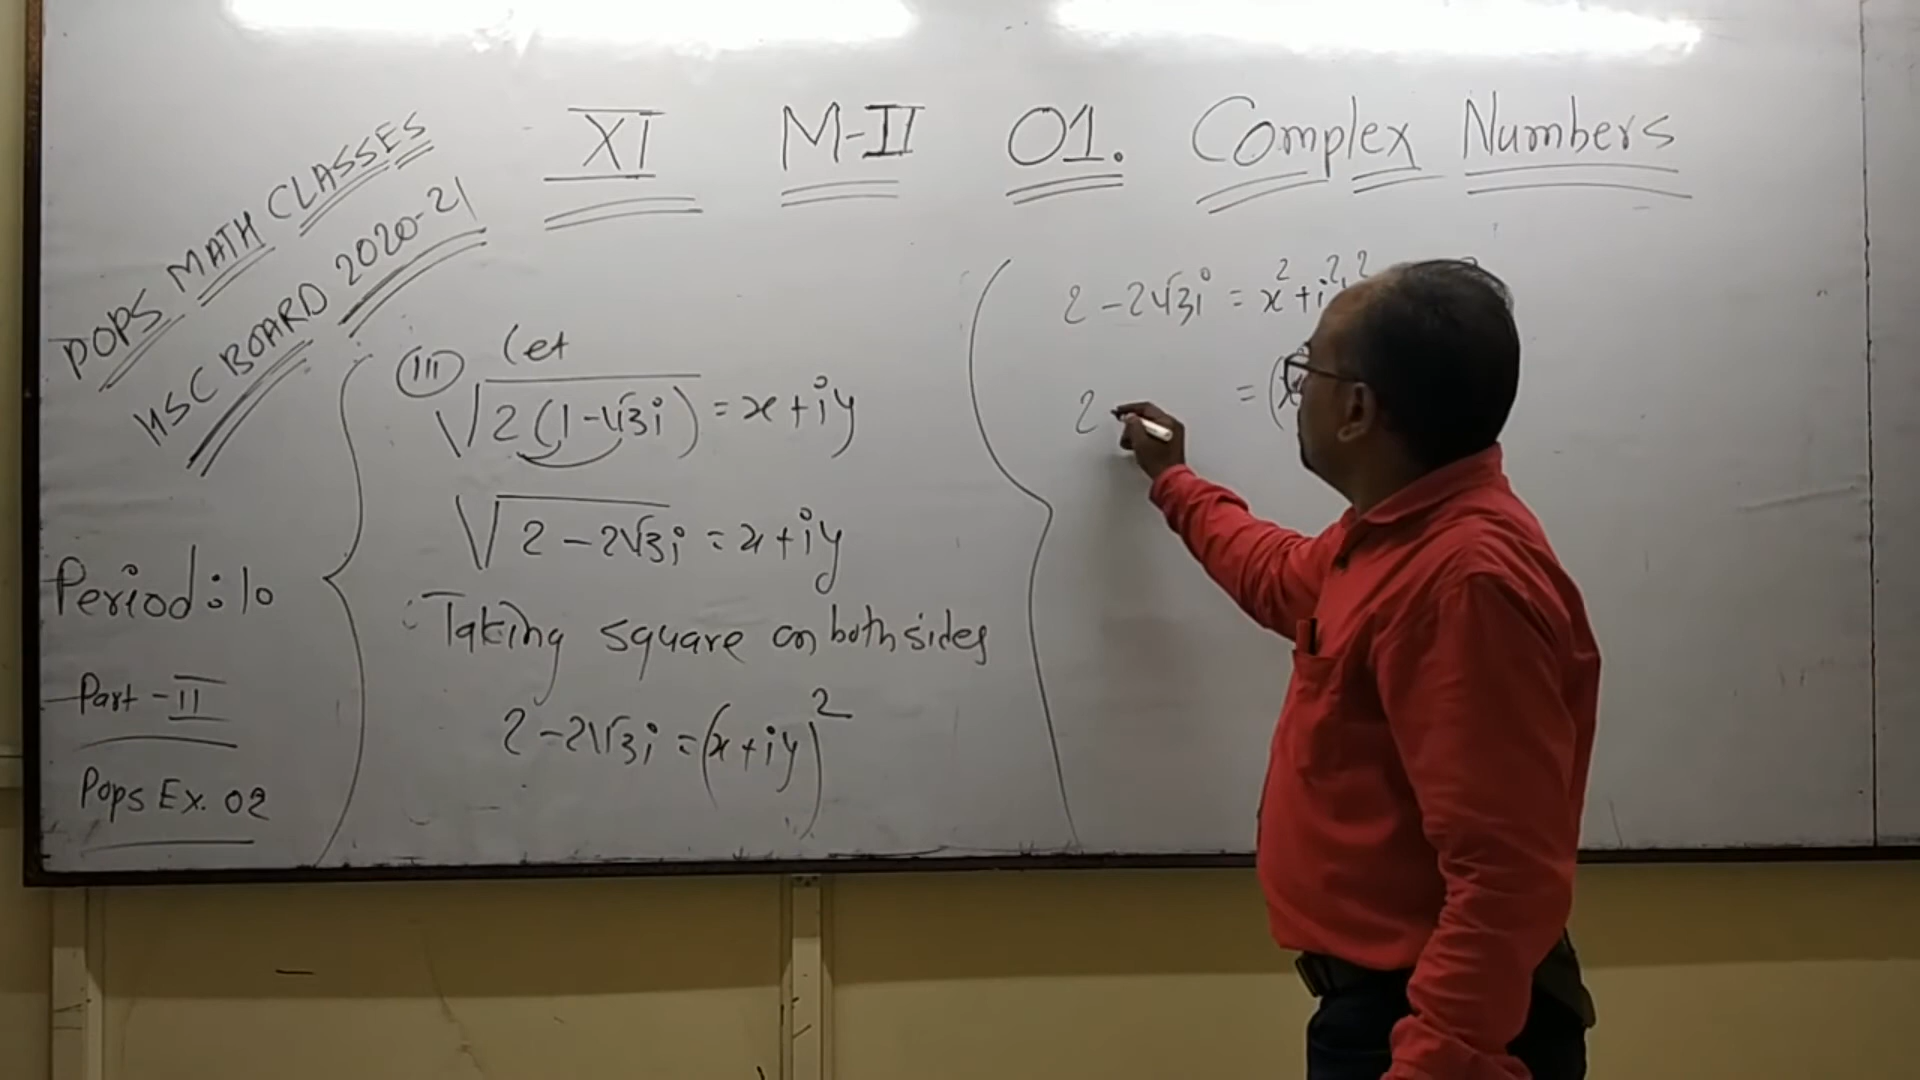 XI M-II 01. Complex Numbers
POPS MATH CLASSES
HSC BOARD 2020-21
Period: 10
Part - II
Pops Ex. 02
(III) Let
√2(1-√3i) = x+iy
√2-2√3i = x+iy
Taking square on both sides
2-2√3i = (x+iy)²
2-2√3i = x²+i²
2 - = (x